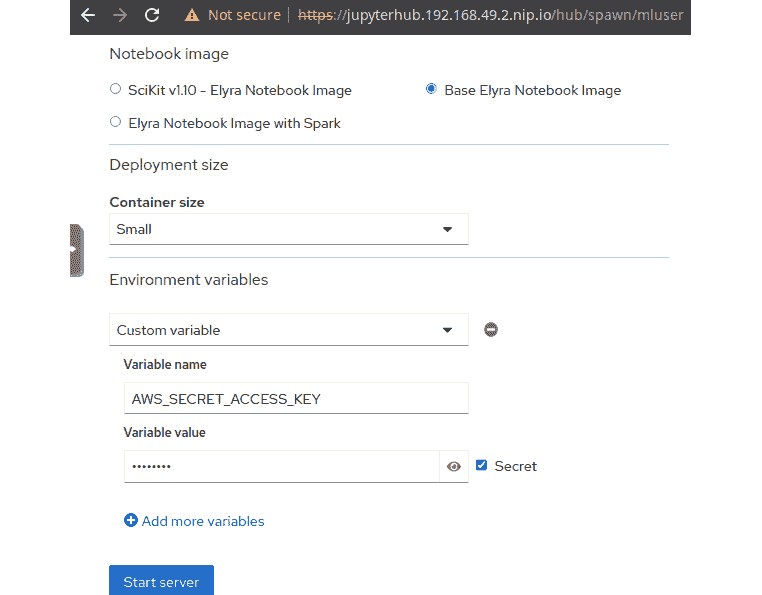 Not secure https://jupyterhub.192.168.49.2.nip.io/hub/spawn/mluser
Notebook image
SciKit v1.10 - Elyra Notebook Image Base Elyra Notebook Image
Elyra Notebook Image with Spark
Deployment size
Container size
Small
Environment variables
Custom variable
Variable name
AWS_SECRET_ACCESS_KEY
Variable value
•••••••• Secret
Add more variables
Start server